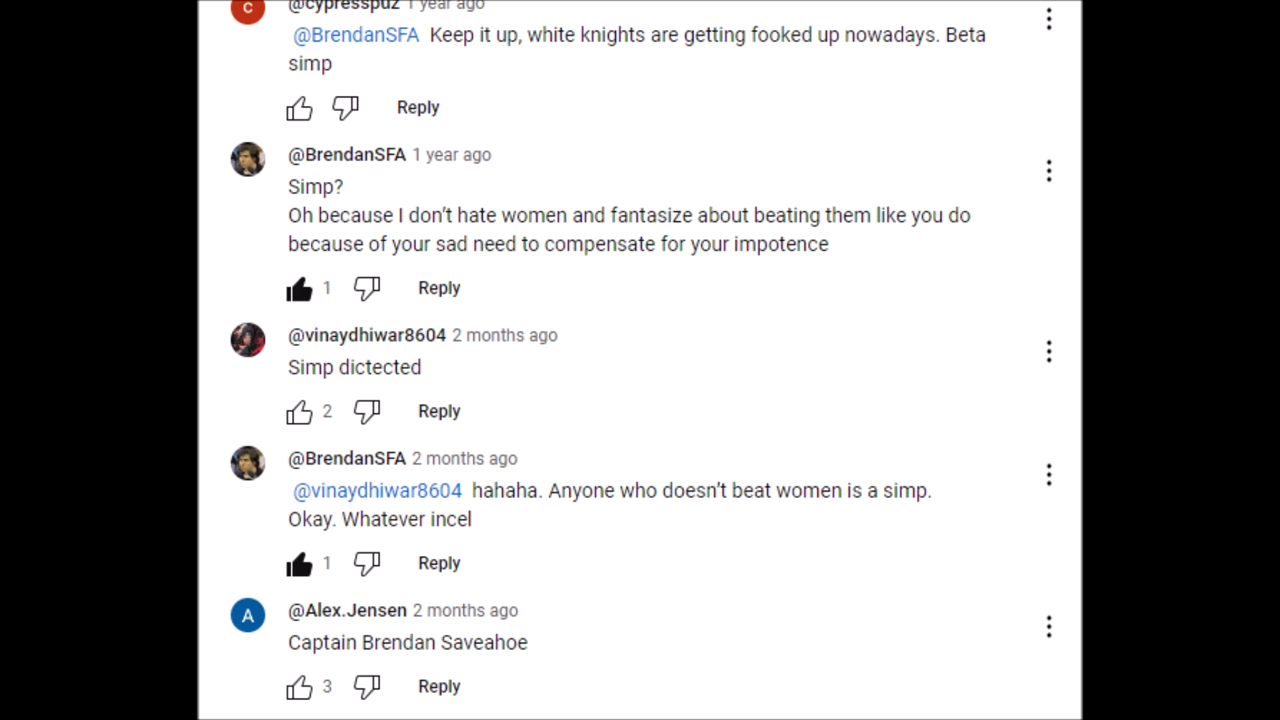 @cypresspuz 1 year ago
@BrendanSFA Keep it up, white knights are getting fooked up nowadays. Beta
simp
Reply
@BrendanSFA 1 year ago
Simp?
Oh because I don't hate women and fantasize about beating them like you do
because of your sad need to compensate for your impotence
1 Reply
@vinaydhiwar8604 2 months ago
Simp dictected
2 Reply
@BrendanSFA 2 months ago
@vinaydhiwar8604 hahaha. Anyone who doesn't beat women is a simp.
Okay. Whatever incel
1 Reply
@Alex.Jensen 2 months ago
Captain Brendan Saveahoe
3 Reply
C
A